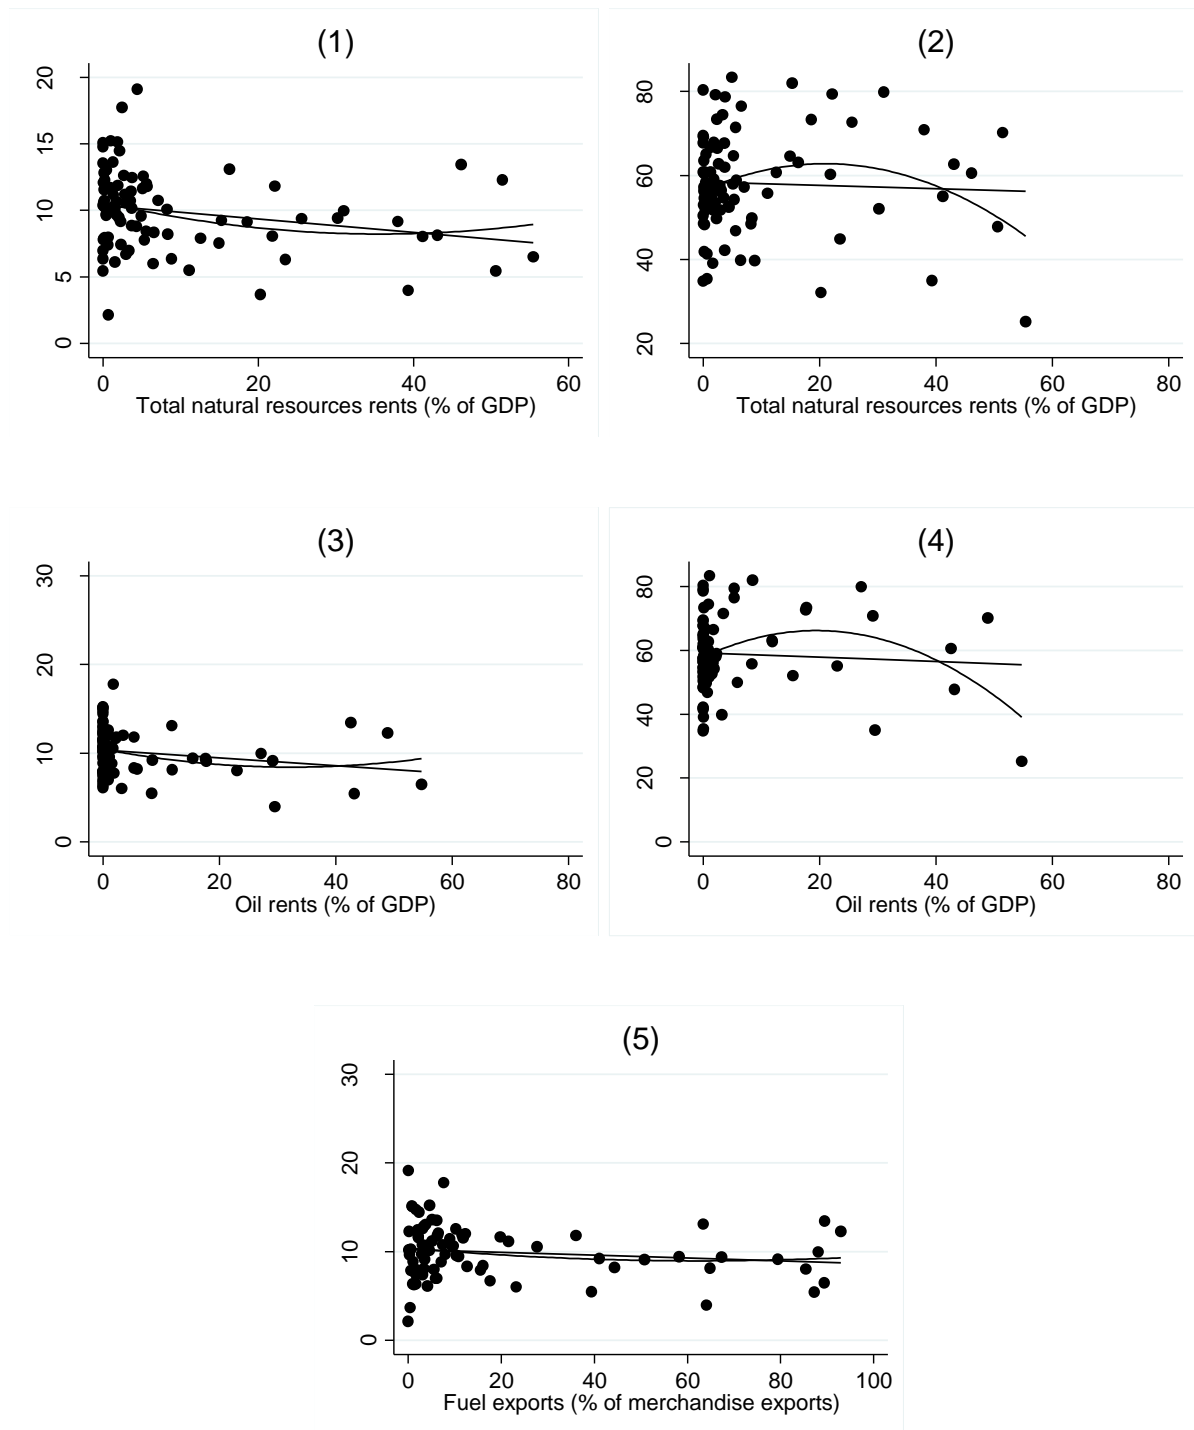 (1)
20
15
10
5
0
0 20 40 60
Total natural resources rents (% of GDP)
(2)
80
60
40
20
0 20 40 60 80
Total natural resources rents (% of GDP)
(3)
30
20
10
0
0 20 40 60 80
Oil rents (% of GDP)
(4)
80
60
40
20
0
0 20 40 60 80
Oil rents (% of GDP)
(5)
30
20
10
0
0 20 40 60 80 100
Fuel exports (% of merchandise exports)